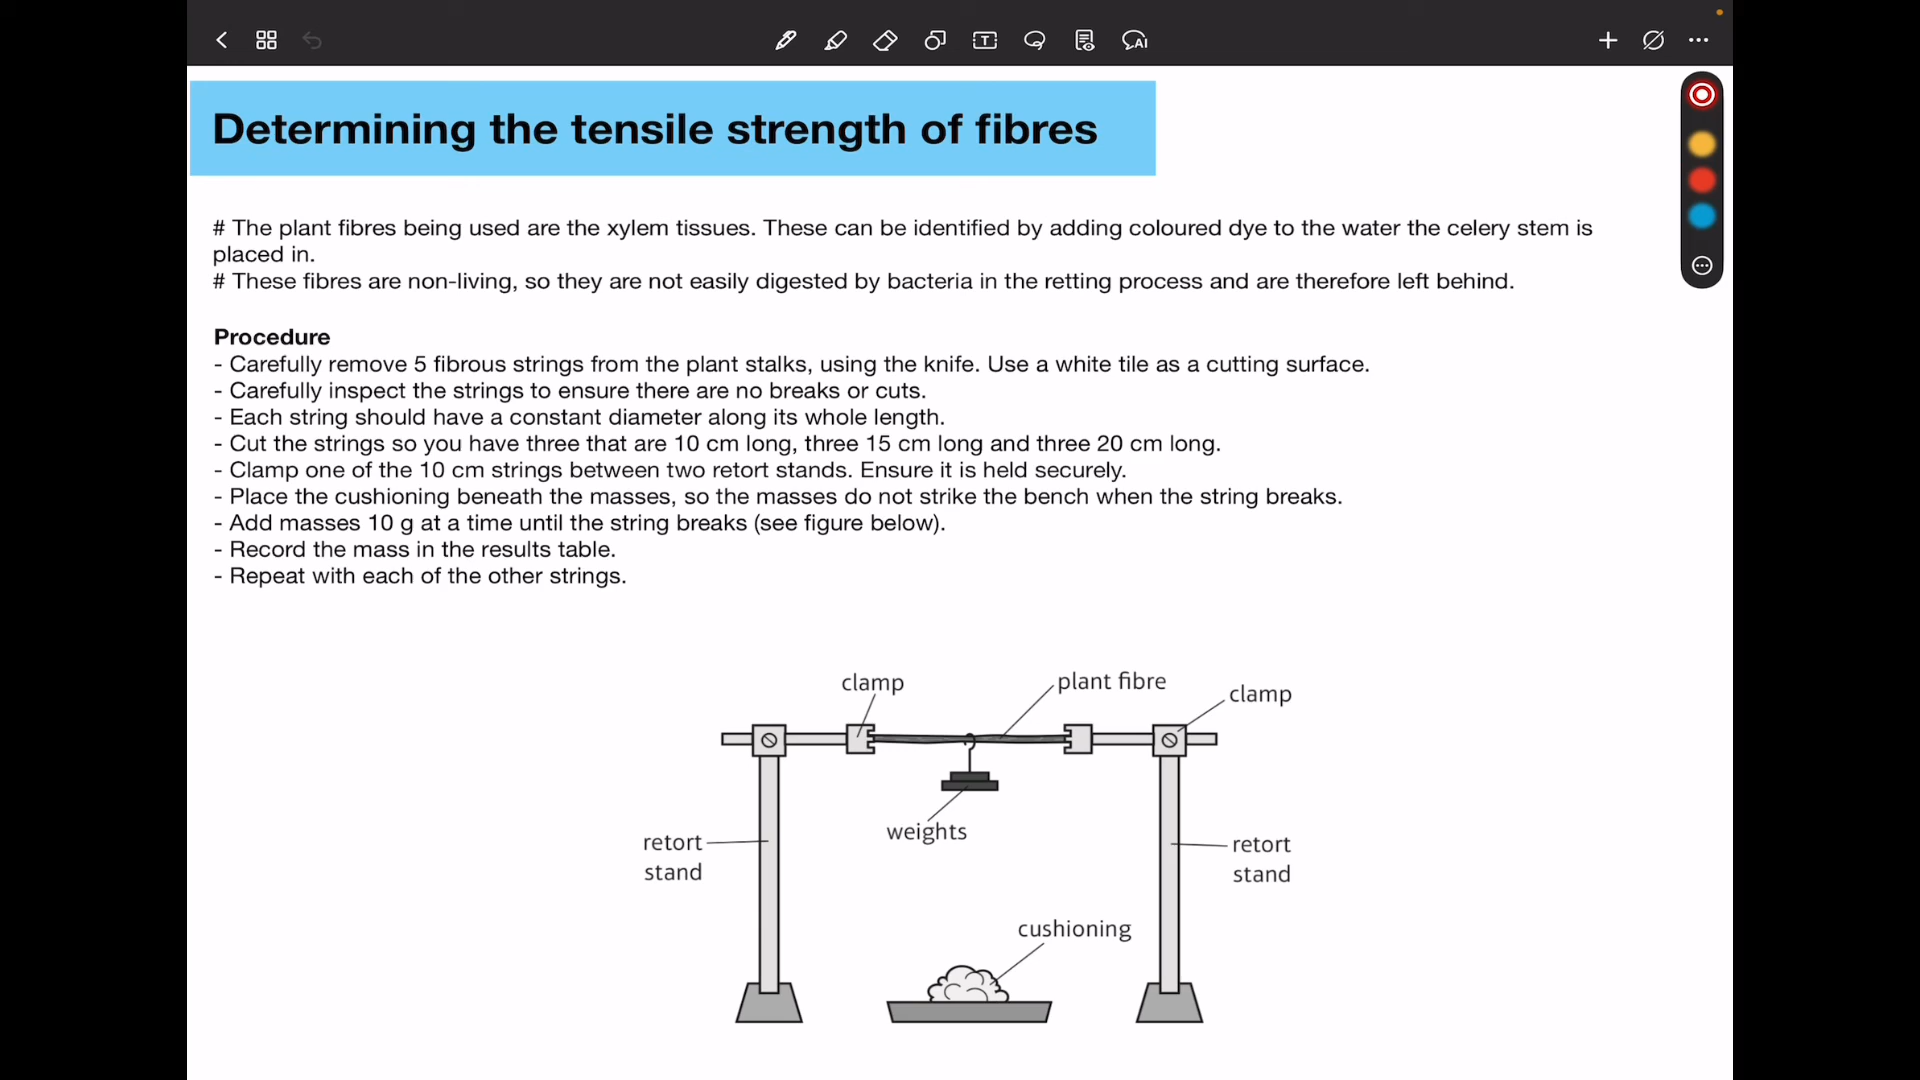 Determining the tensile strength of fibres
# The plant fibres being used are the xylem tissues. These can be identified by adding coloured dye to the water the celery stem is
placed in.
# These fibres are non-living, so they are not easily digested by bacteria in the retting process and are therefore left behind.
Procedure
- Carefully remove 5 fibrous strings from the plant stalks, using the knife. Use a white tile as a cutting surface.
- Carefully inspect the strings to ensure there are no breaks or cuts.
- Each string should have a constant diameter along its whole length.
- Cut the strings so you have three that are 10 cm long, three 15 cm long and three 20 cm long.
- Clamp one of the 10 cm strings between two retort stands. Ensure it is held securely.
- Place the cushioning beneath the masses, so the masses do not strike the bench when the string breaks.
- Add masses 10 g at a time until the string breaks (see figure below).
- Record the mass in the results table.
- Repeat with each of the other strings.
clamp
plant fibre
clamp
weights
retort
stand
retort
stand
cushioning
T
AI